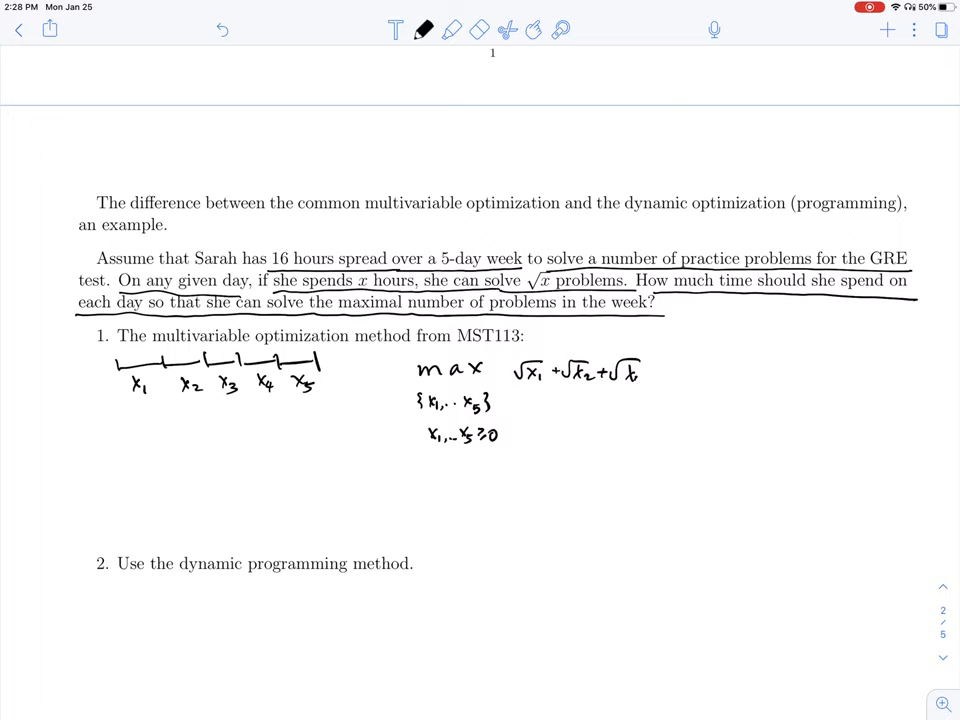 2:28 PM Mon Jan 25
50%
1
The difference between the common multivariable optimization and the dynamic optimization (programming),
an example.
Assume that Sarah has 16 hours spread over a 5-day week to solve a number of practice problems for the GRE
test. On any given day, if she spends x hours, she can solve √x problems. How much time should she spend on
each day so that she can solve the maximal number of problems in the week?
1. The multivariable optimization method from MST113:
x₁ x₂ x₃ x₄ x₅
max √x₁ + √x₂ + √x
{x₁, .. x₅}
x₁, .. x₅ ≥ 0
2. Use the dynamic programming method.
2
/
5